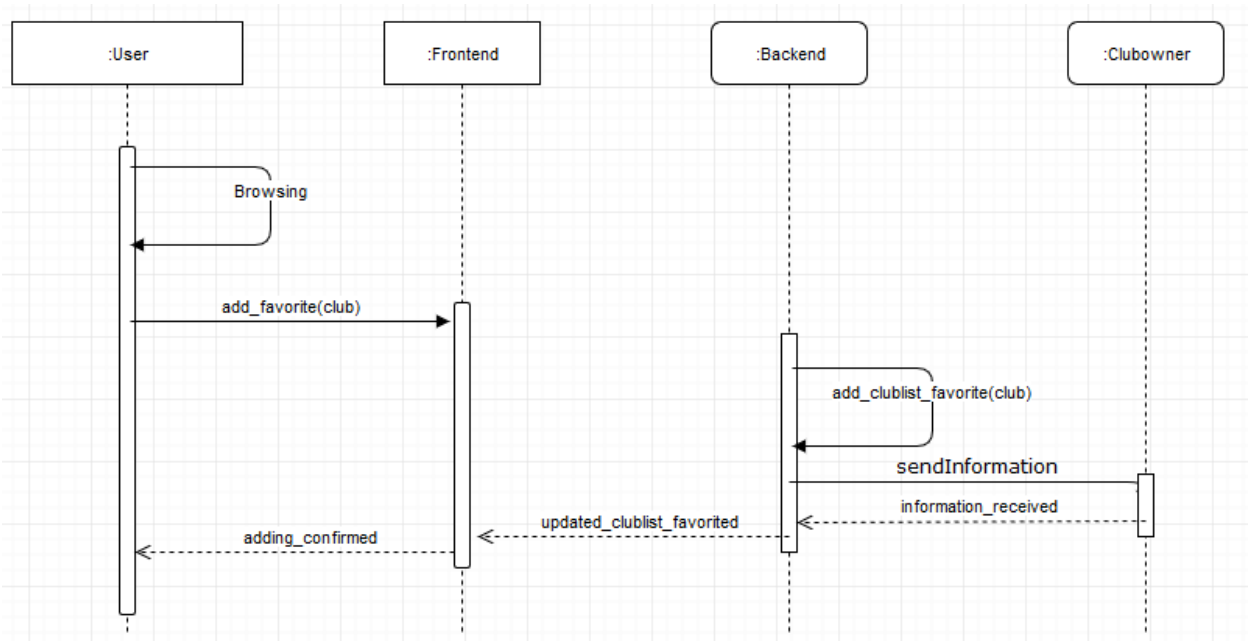 :User
:Frontend
:Backend
:Clubowner
Browsing
add_favorite(club)
add_clublist_favorite(club)
sendInformation
information_received
updated_clublist_favorited
adding_confirmed